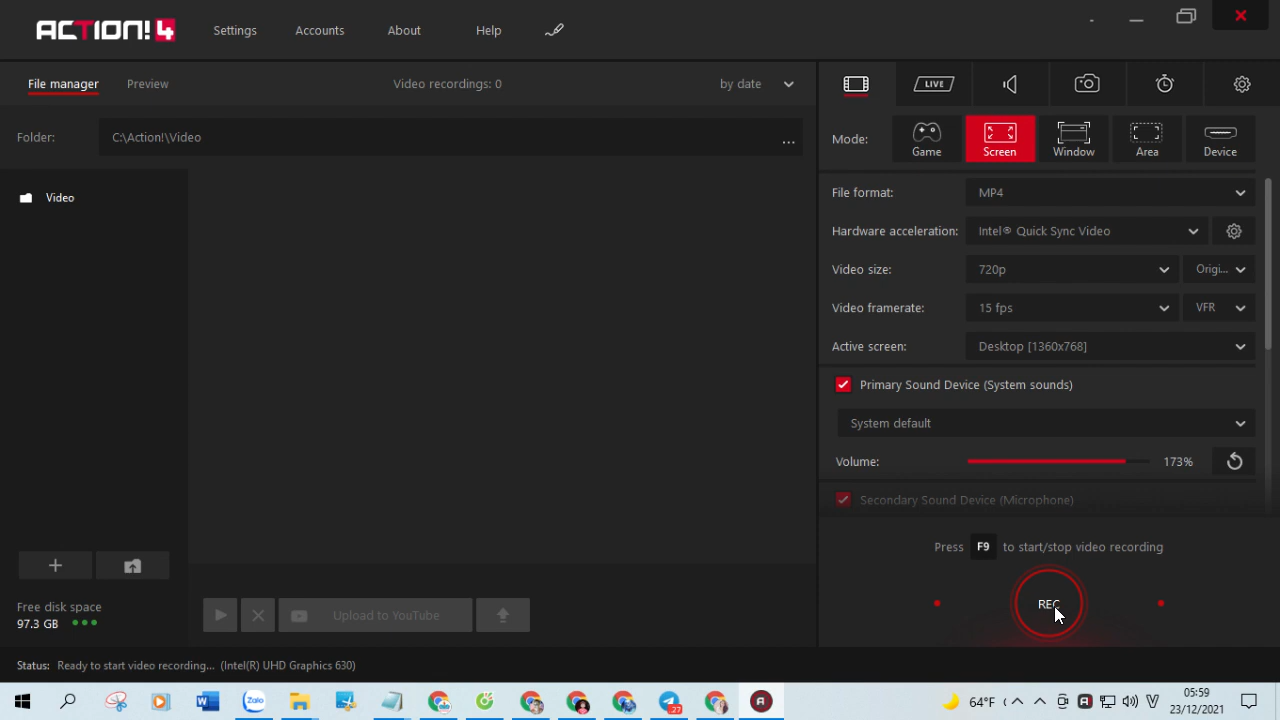 ACTION! 4
Settings
Accounts
About
Help
File manager
Preview
Video recordings: 0
by date
LIVE
Folder:
C:\Action!\Video
...
Mode:
Game
Screen
Window
Area
Device
Video
File format:
MP4
Hardware acceleration:
Intel® Quick Sync Video
Video size:
720p
Origi...
Video framerate:
15 fps
VFR
Active screen:
Desktop [1360x768]
Primary Sound Device (System sounds)
System default
Volume:
173%
Secondary Sound Device (Microphone)
Press F9 to start/stop video recording
REC
Free disk space
97.3 GB
Upload to YouTube
Status: Ready to start video recording... (Intel(R) UHD Graphics 630)
Zalo
27
64°F
05:59
23/12/2021